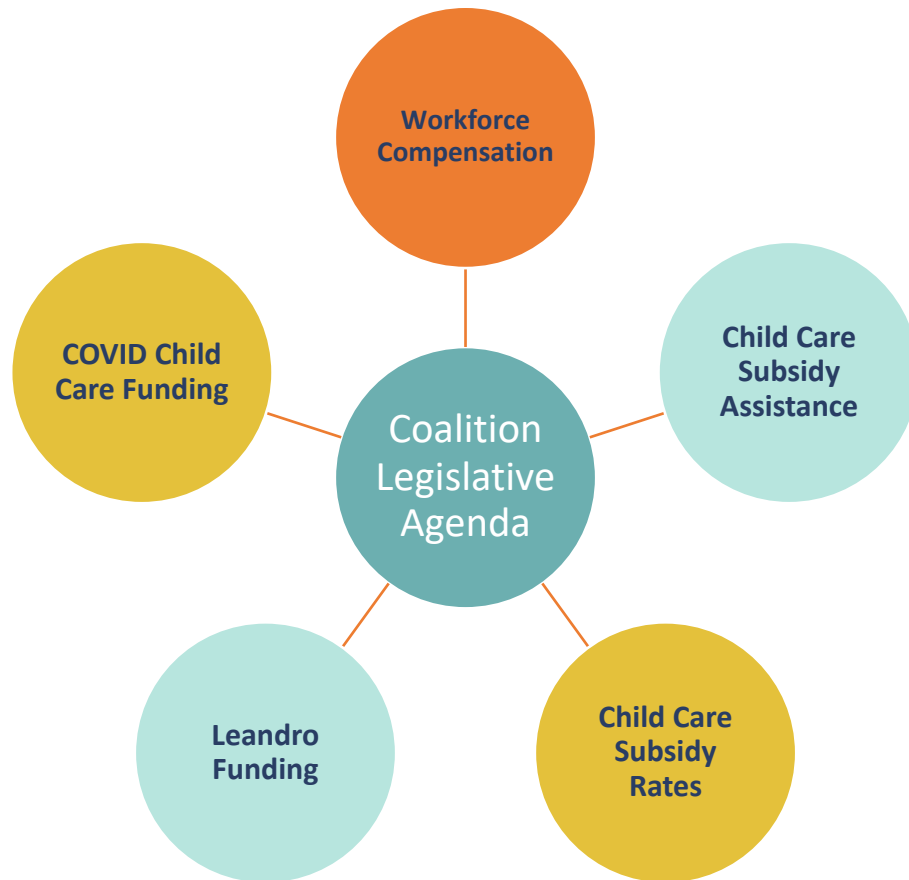 Workforce
Compensation
COVID Child
Care Funding
Child Care
Subsidy
Assistance
Coalition
Legislative
Agenda
Leandro
Funding
Child Care
Subsidy
Rates